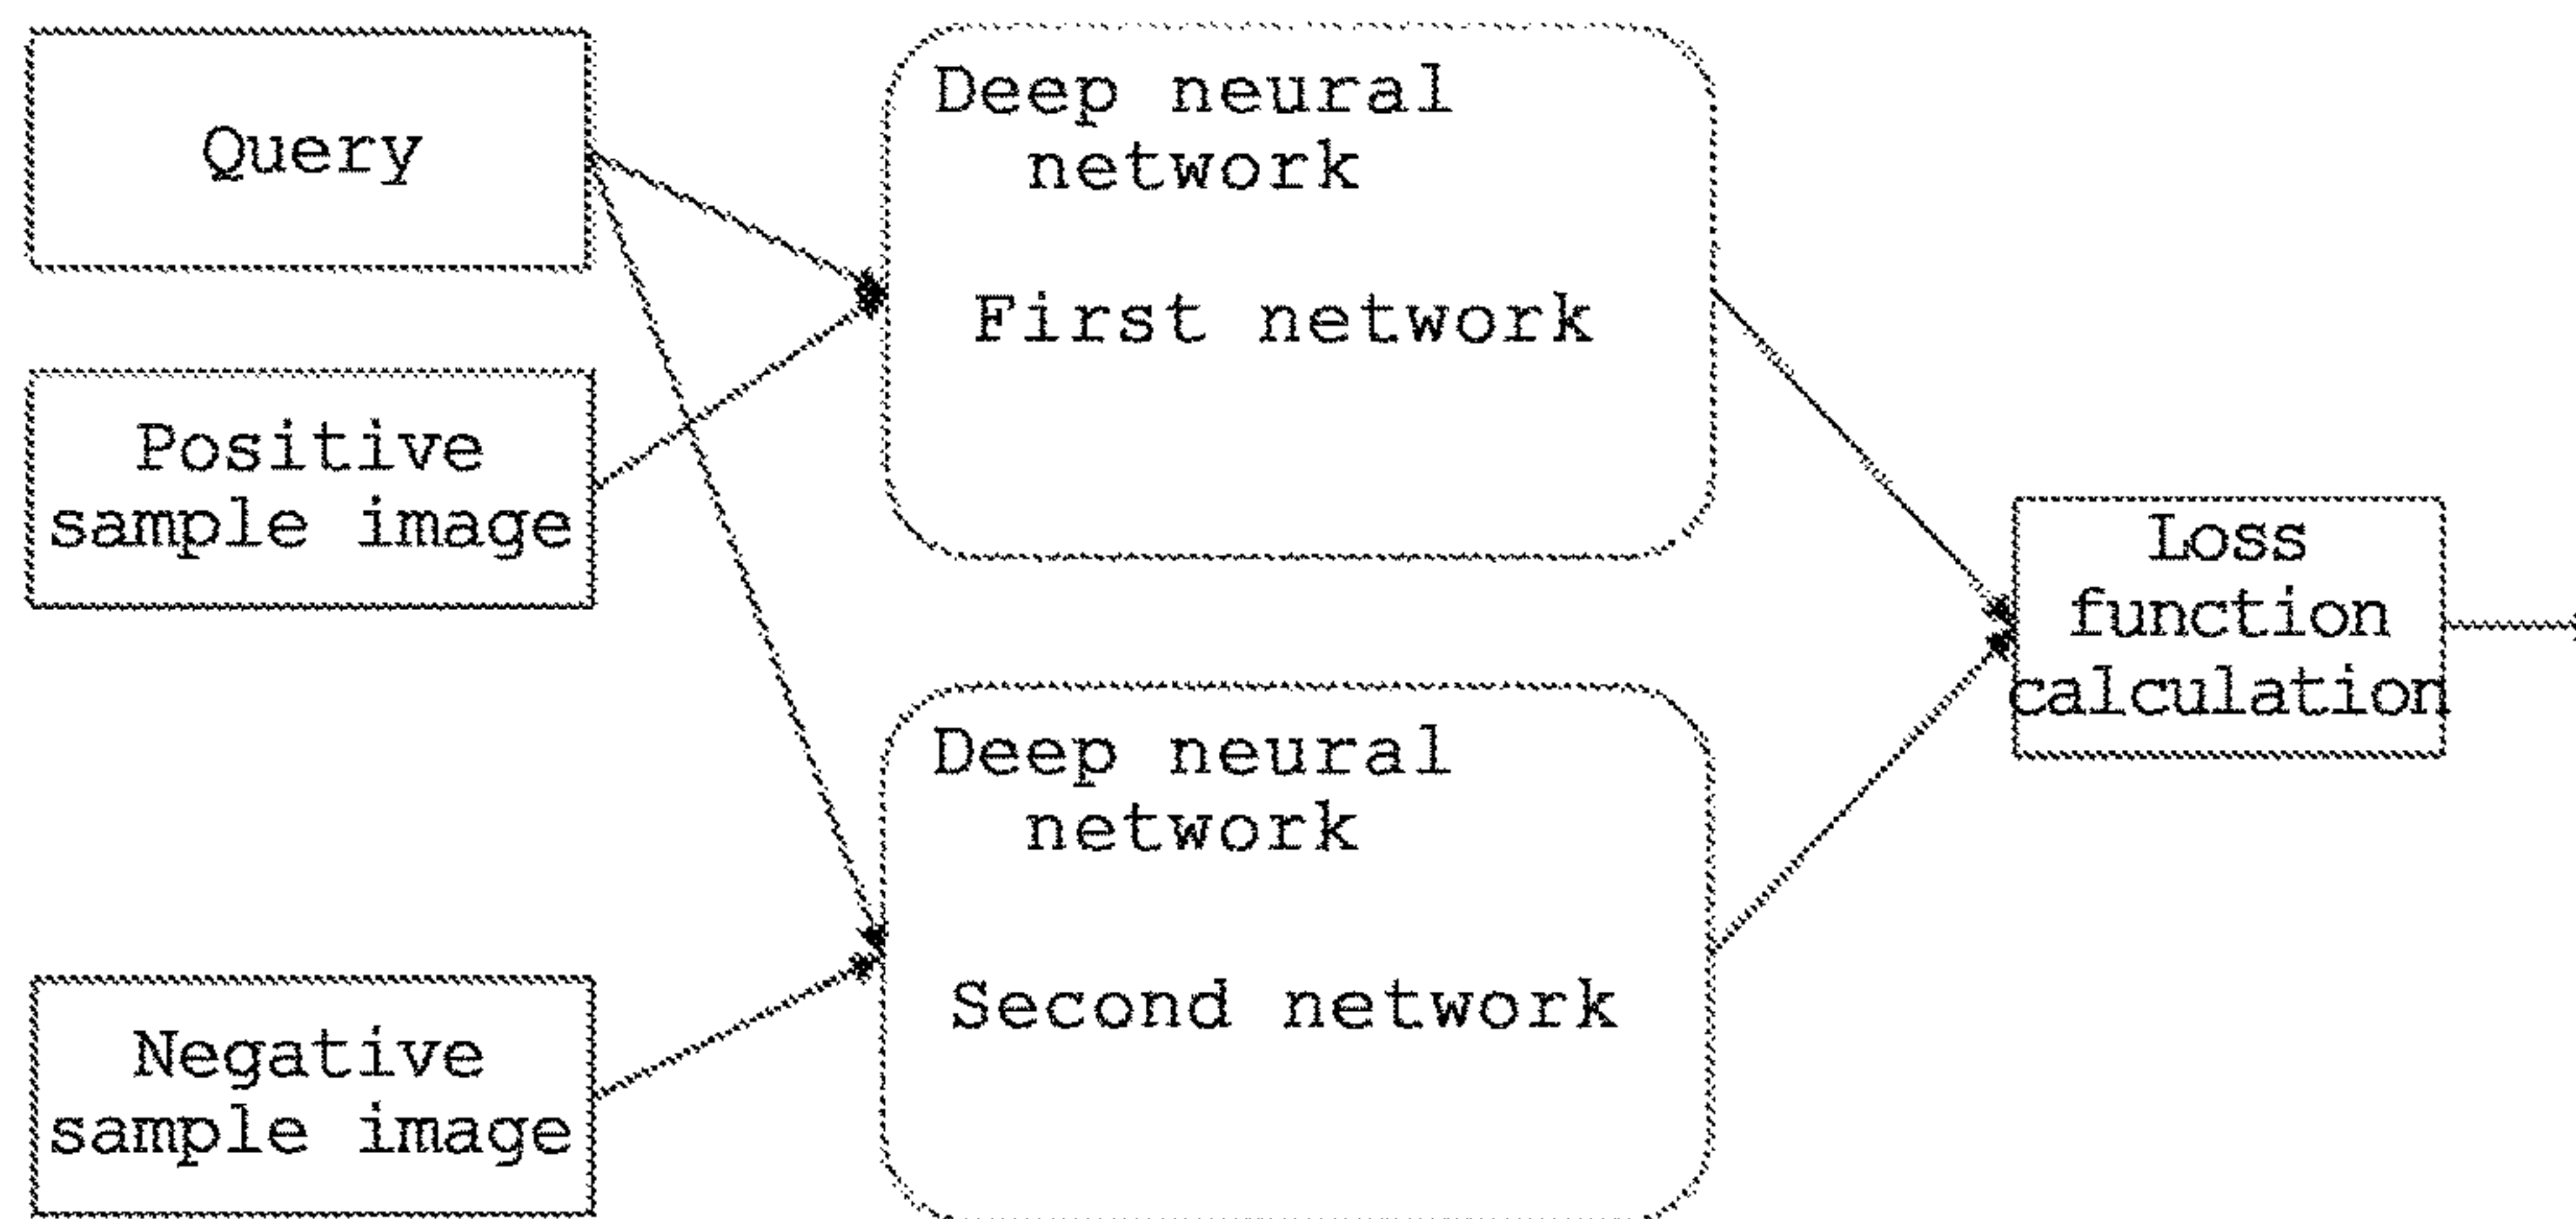 Query
Positive
sample image
Negative
sample image
Deep neural
network
First network
Deep neural
network
Second network
Loss
function
calculation